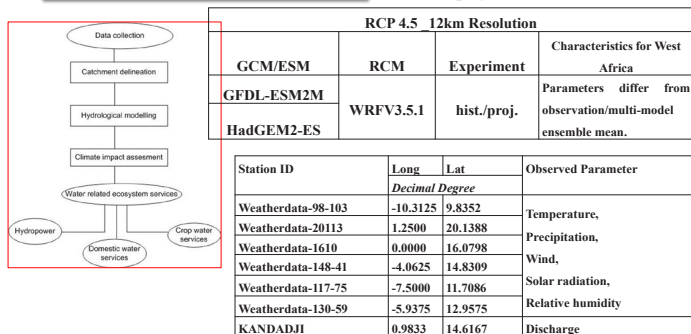 Data collection
Catchment delineation
Hydrological modelling
Climate impact assesment
Water related ecosystem services
Hydropower
Domestic water
services
Crop water
services
RCP 4.5 _12km Resolution
GCM/ESM RCM Experiment Characteristics for West
Africa
GFDL-ESM2M WRFV3.5.1 hist./proj. Parameters differ from
observation/multi-model
HadGEM2-ES ensemble mean.
Station ID Long Lat Observed Parameter
Decimal Degree
Weatherdata-98-103 -10.3125 9.8352 Temperature,
Weatherdata-20113 1.2500 20.1388 Precipitation,
Weatherdata-1610 0.0000 16.0798 Wind,
Weatherdata-148-41 -4.0625 14.8309 Solar radiation,
Weatherdata-117-75 -7.5000 11.7086 Relative humidity
Weatherdata-130-59 -5.9375 12.9575
KANDADJI 0.9833 14.6167 Discharge